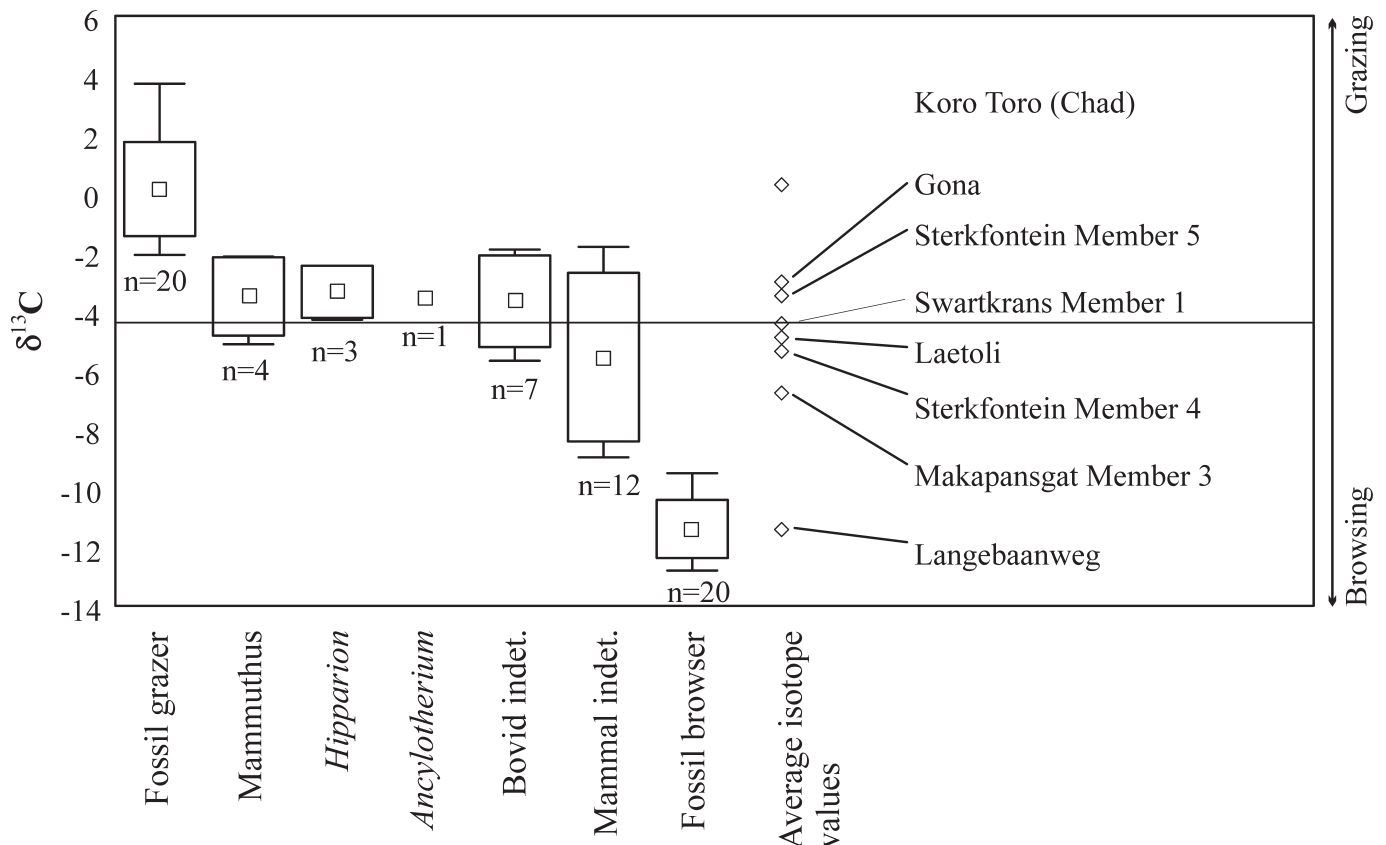 6
4
2
0
-2
-4
-6
-8
-10
-12
-14
δ13C
n=20
n=4
n=3
n=1
n=7
n=12
n=20
Koro Toro (Chad)
Gona
Sterkfontein Member 5
Swartkrans Member 1
Laetoli
Sterkfontein Member 4
Makapansgat Member 3
Langebaanweg
Grazing
Browsing
Fossil grazer
Mammuthus
Hipparion
Ancylotherium
Bovid indet.
Mammal indet.
Fossil browser
Average isotope
values